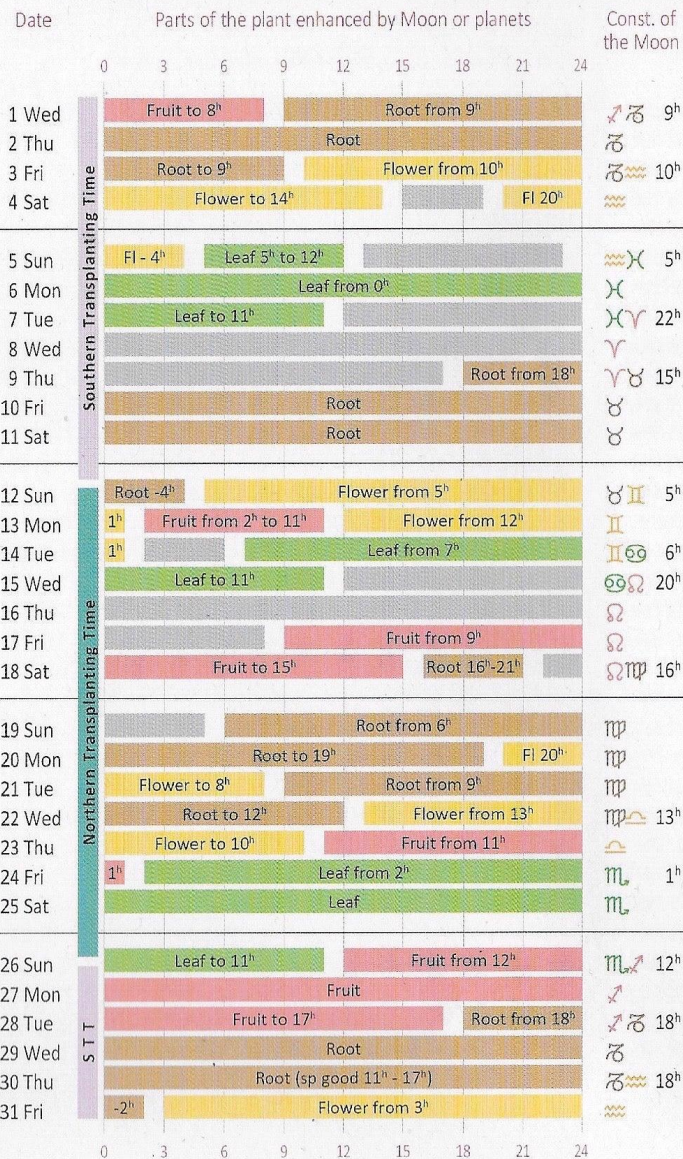 Date Parts of the plant enhanced by Moon or planets Const. of
the Moon
0 3 6 9 12 15 18 21 24
Southern Transplanting Time
1 Wed Fruit to 8ʰ Root from 9ʰ ♐♑ 9ʰ
2 Thu Root ♑
3 Fri Root to 9ʰ Flower from 10ʰ ♑♒ 10ʰ
4 Sat Flower to 14ʰ Fl 20ʰ ♒
5 Sun Fl - 4ʰ Leaf 5ʰ to 12ʰ ♒♓ 5ʰ
6 Mon Leaf from 0ʰ ♓
7 Tue Leaf to 11ʰ ♓♈ 22ʰ
8 Wed ♈
9 Thu Root from 18ʰ ♈♉ 15ʰ
10 Fri Root ♉
11 Sat Root ♉
Northern Transplanting Time
12 Sun Root -4ʰ Flower from 5ʰ ♉♊ 5ʰ
13 Mon 1ʰ Fruit from 2ʰ to 11ʰ Flower from 12ʰ ♊
14 Tue 1ʰ Leaf from 7ʰ ♊♋ 6ʰ
15 Wed Leaf to 11ʰ ♋♌ 20ʰ
16 Thu ♌
17 Fri Fruit from 9ʰ ♌
18 Sat Fruit to 15ʰ Root 16ʰ-21ʰ ♌♍ 16ʰ
19 Sun Root from 6ʰ ♍
20 Mon Root to 19ʰ Fl 20ʰ ♍
21 Tue Flower to 8ʰ Root from 9ʰ ♍
22 Wed Root to 12ʰ Flower from 13ʰ ♍♎ 13ʰ
23 Thu Flower to 10ʰ Fruit from 11ʰ ♎
24 Fri 1ʰ Leaf from 2ʰ ♏ 1ʰ
25 Sat Leaf ♏
STT
26 Sun Leaf to 11ʰ Fruit from 12ʰ ♏♐ 12ʰ
27 Mon Fruit ♐
28 Tue Fruit to 17ʰ Root from 18ʰ ♐♑ 18ʰ
29 Wed Root ♑
30 Thu Root (sp good 11ʰ - 17ʰ) ♑♒ 18ʰ
31 Fri -2ʰ Flower from 3ʰ ♒
0 3 6 9 12 15 18 21 24